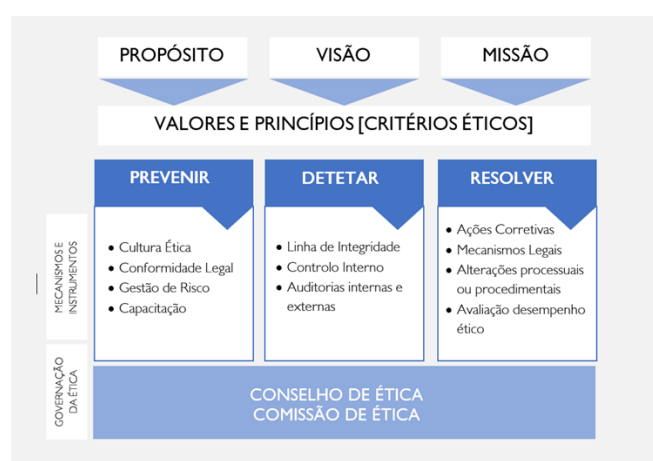 PROPÓSITO
VISÃO
MISSÃO
VALORES E PRINCÍPIOS [CRITÉRIOS ÉTICOS]
PREVENIR
DETETAR
RESOLVER
MECANISMOS E
INSTRUMENTOS
• Cultura Ética
• Conformidade Legal
• Gestão de Risco
• Capacitação
• Linha de Integridade
• Controlo Interno
• Auditorias internas e
externas
• Ações Corretivas
• Mecanismos Legais
• Alterações processuais
ou procedimentais
• Avaliação desempenho
ético
GOVERNAÇÃO
DA ÉTICA
CONSELHO DE ÉTICA
COMISSÃO DE ÉTICA